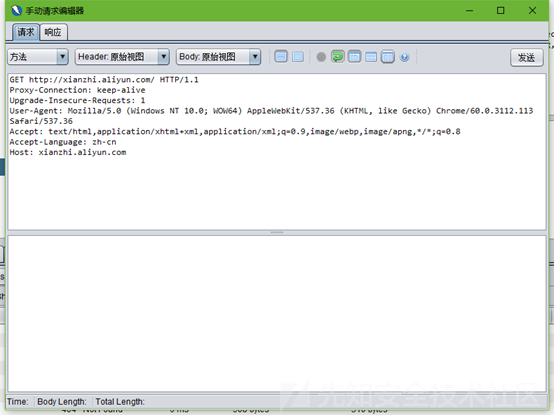 手动请求编辑器
请求 响应
方法 Header: 原始视图 Body: 原始视图 发送
GET http://xianzhi.aliyun.com/ HTTP/1.1
Proxy-Connection: keep-alive
Upgrade-Insecure-Requests: 1
User-Agent: Mozilla/5.0 (Windows NT 10.0; WOW64) AppleWebKit/537.36 (KHTML, like Gecko) Chrome/60.0.3112.113
Safari/537.36
Accept: text/html,application/xhtml+xml,application/xml;q=0.9,image/webp,image/apng,*/*;q=0.8
Accept-Language: zh-cn
Host: xianzhi.aliyun.com
先知安全技术社区
Time: Body Length: Total Length: